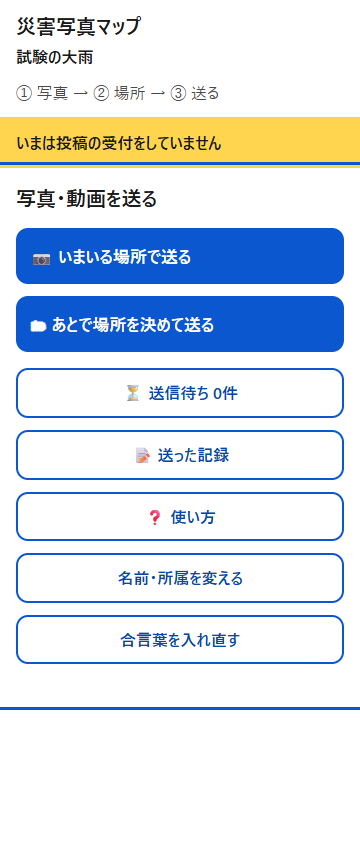 災害写真マップ
試験の大雨
① 写真 → ② 場所 → ③ 送る
いまは投稿の受付をしていません
写真・動画を送る
いまいる場所で送る
あとで場所を決めて送る
送信待ち 0件
送った記録
❓ 使い方
名前・所属を変える
合言葉を入れ直す